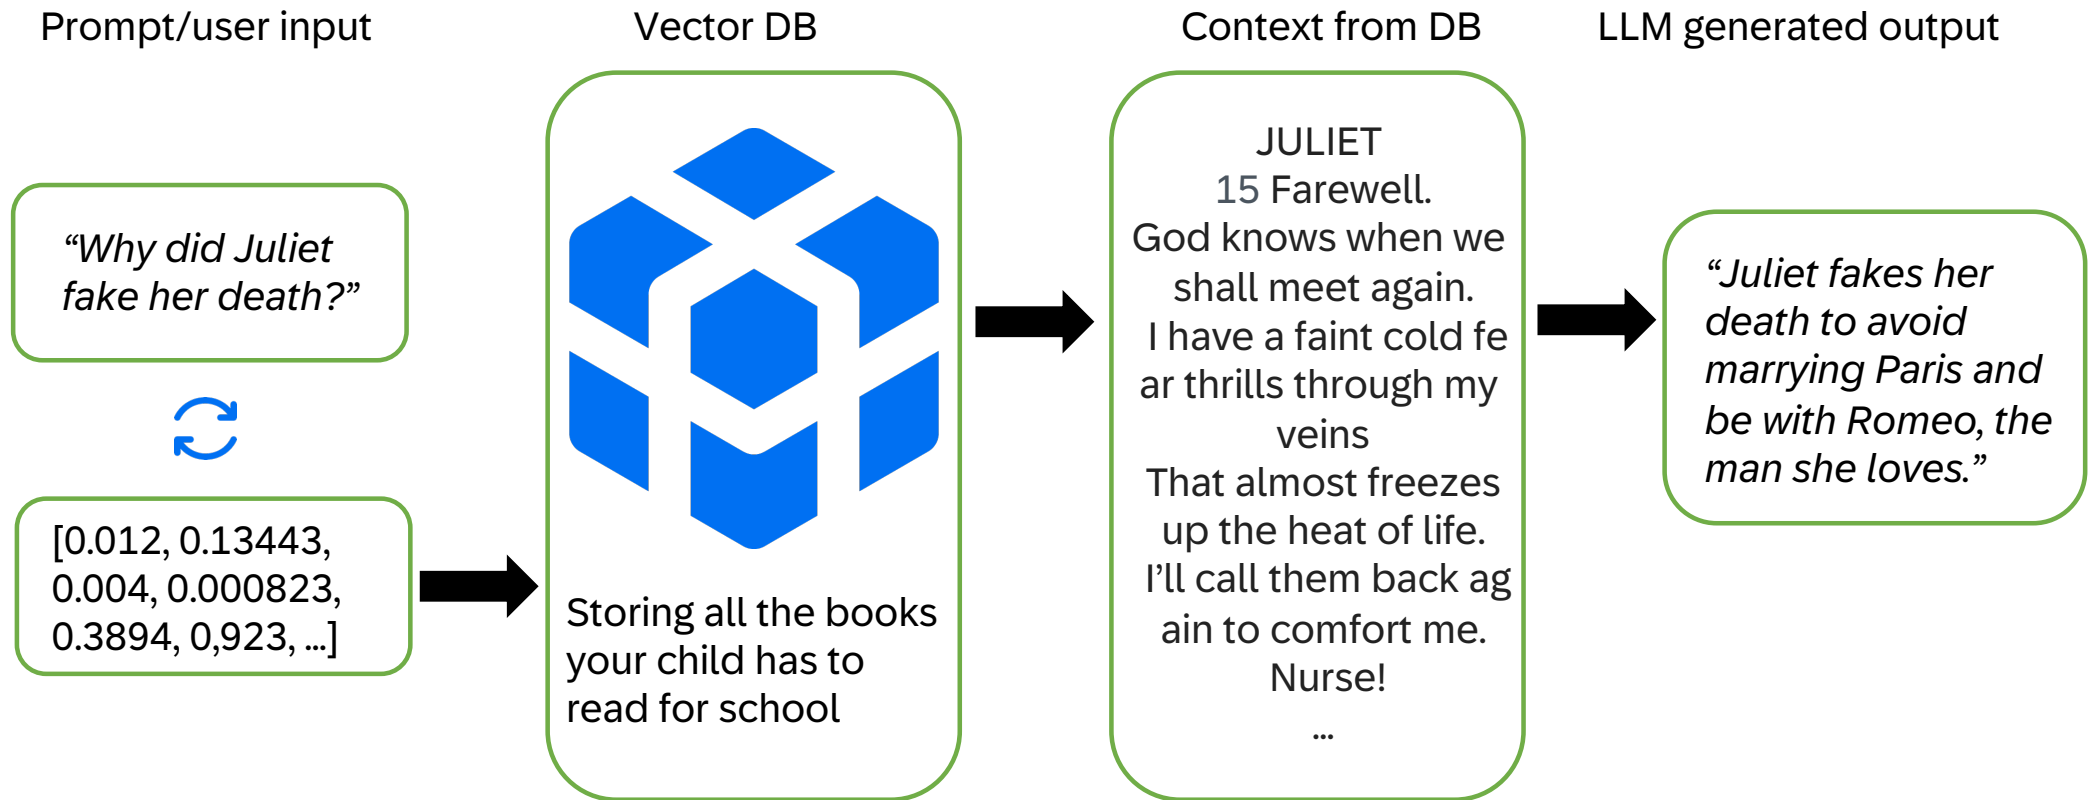 Prompt/user input
“Why did Juliet
fake her death?”
[0.012, 0.13443,
0.004, 0.000823,
0.3894, 0,923, ...]
Vector DB
Storing all the books
your child has to
read for school
Context from DB
JULIET
15 Farewell.
God knows when we
shall meet again.
I have a faint cold fe
ar thrills through my
veins
That almost freezes
up the heat of life.
I’ll call them back ag
ain to comfort me.
Nurse!
...
LLM generated output
“Juliet fakes her
death to avoid
marrying Paris and
be with Romeo, the
man she loves.”